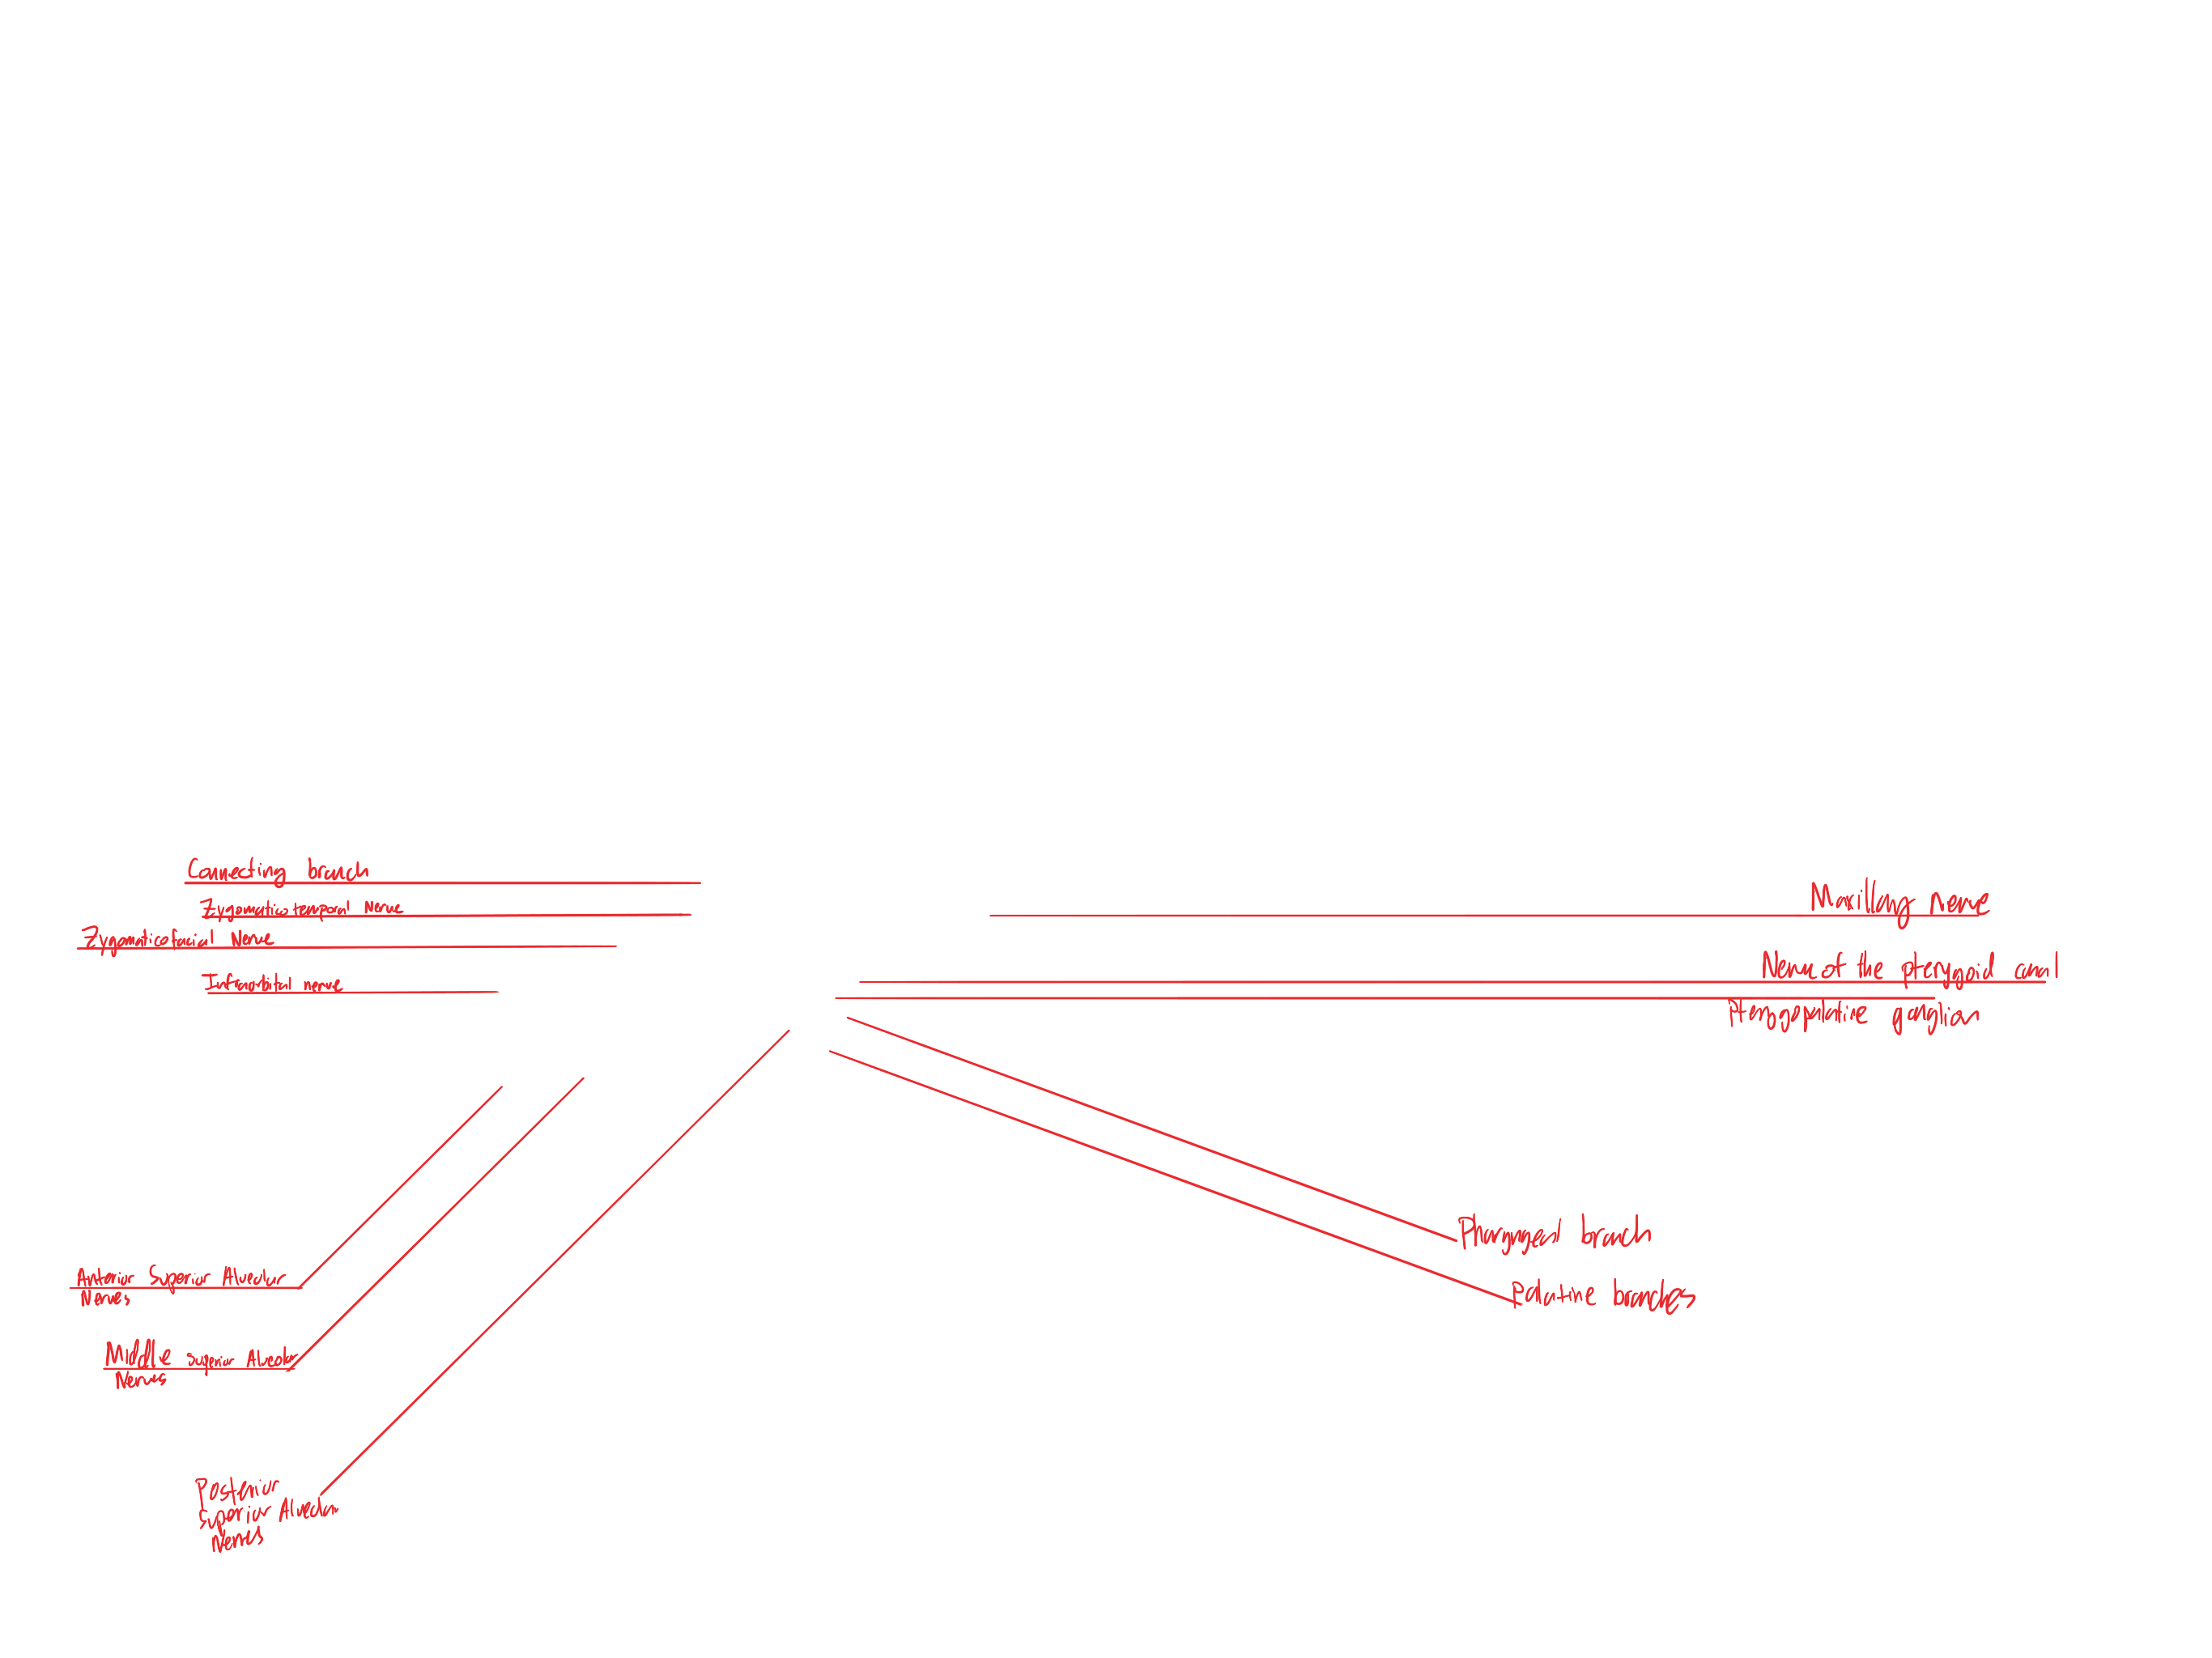 Connecting branch
Zygomaticotemporal Nerve
Zygomaticofacial Nerve
Infraorbital nerve
Maxillary nerve
Nerve of the pterygoid canal
Pterygopalatine ganglion
Pharyngeal branch
Palatine branches
Anterior Superior Alveolar
Nerves
Middle superior Alveolar
Nerves
Posterior
Superior Alveolar
Nerves